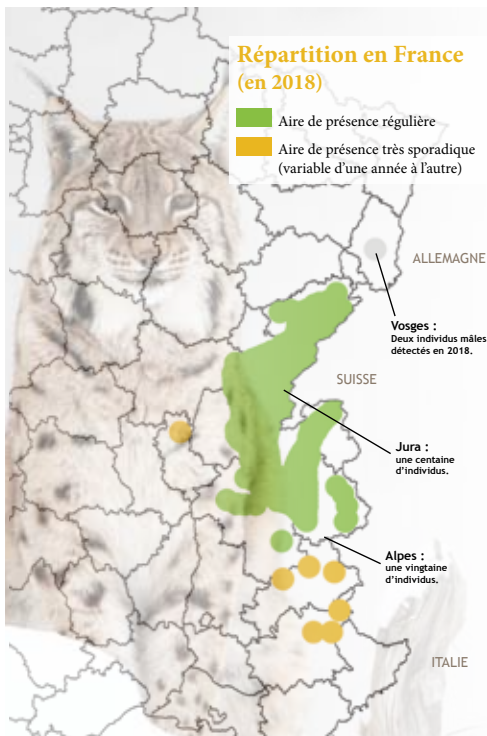 Répartition en France
(en 2018)
Aire de présence régulière
Aire de présence très sporadique
(variable d'une année à l'autre)
ALLEMAGNE
Vosges :
Deux individus mâles
détectés en 2018.
SUISSE
Jura :
une centaine
d'individus.
Alpes :
une vingtaine
d'individus.
ITALIE